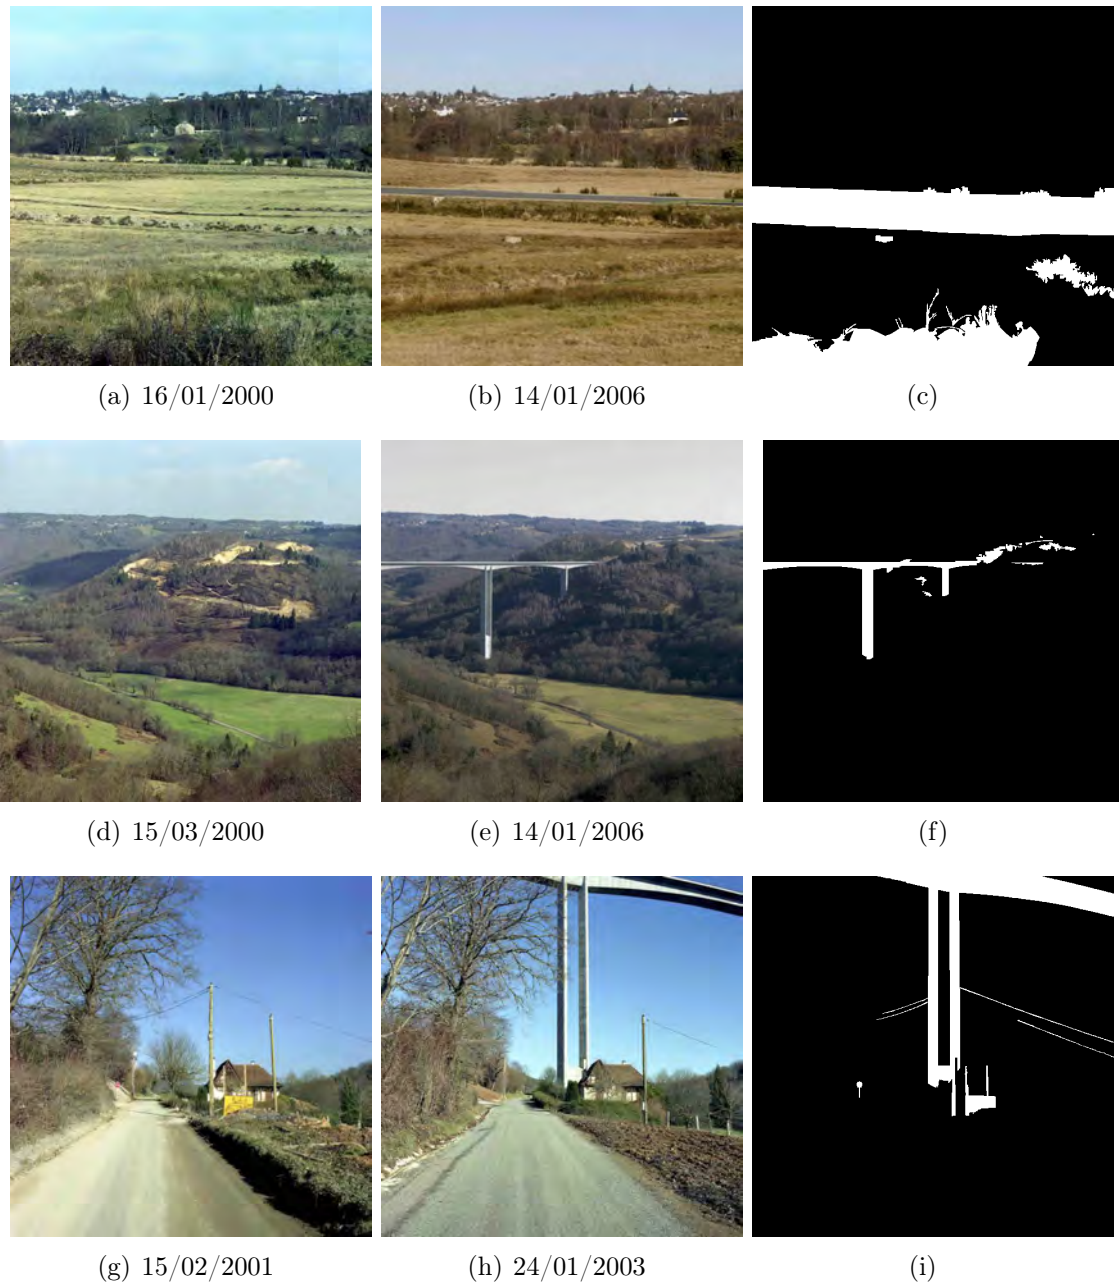 (a) 16/01/2000
(b) 14/01/2006
(c)
(d) 15/03/2000
(e) 14/01/2006
(f)
(g) 15/02/2001
(h) 24/01/2003
(i)